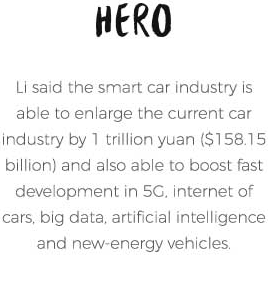 HERO
Li said the smart car industry is
able to enlarge the current car
industry by 1 trillion yuan ($158.15
billion) and also able to boost fast
development in 5G, internet of
cars, big data, artificial intelligence
and new-energy vehicles.